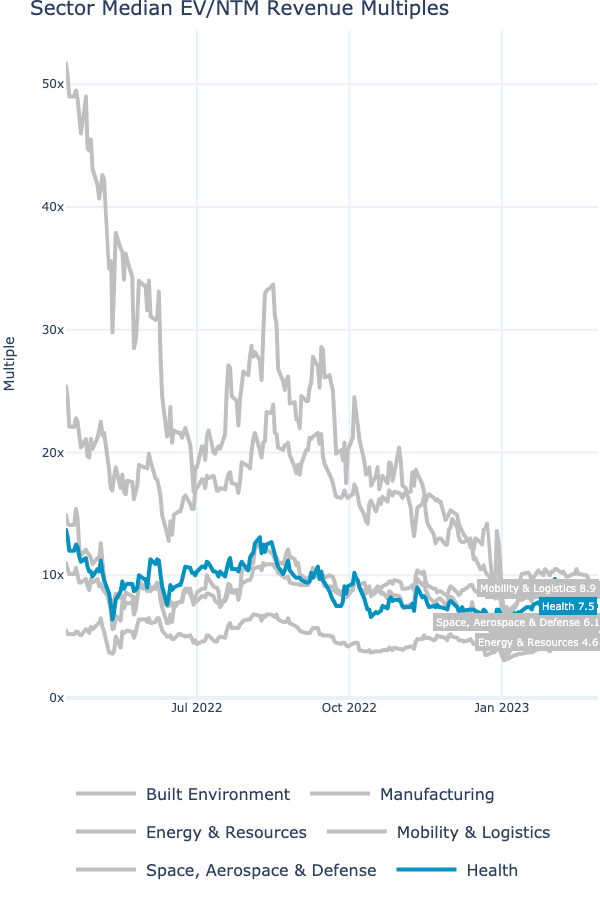 Sector Median EV/NTM Revenue Multiples
50x
40x
30x
20x
10x
0x
Multiple
Mobility & Logistics 8.9
Health 7.5
Space, Aerospace & Defense 6.1
Energy & Resources 4.6
Jul 2022
Oct 2022
Jan 2023
Built Environment
Manufacturing
Energy & Resources
Mobility & Logistics
Space, Aerospace & Defense
Health